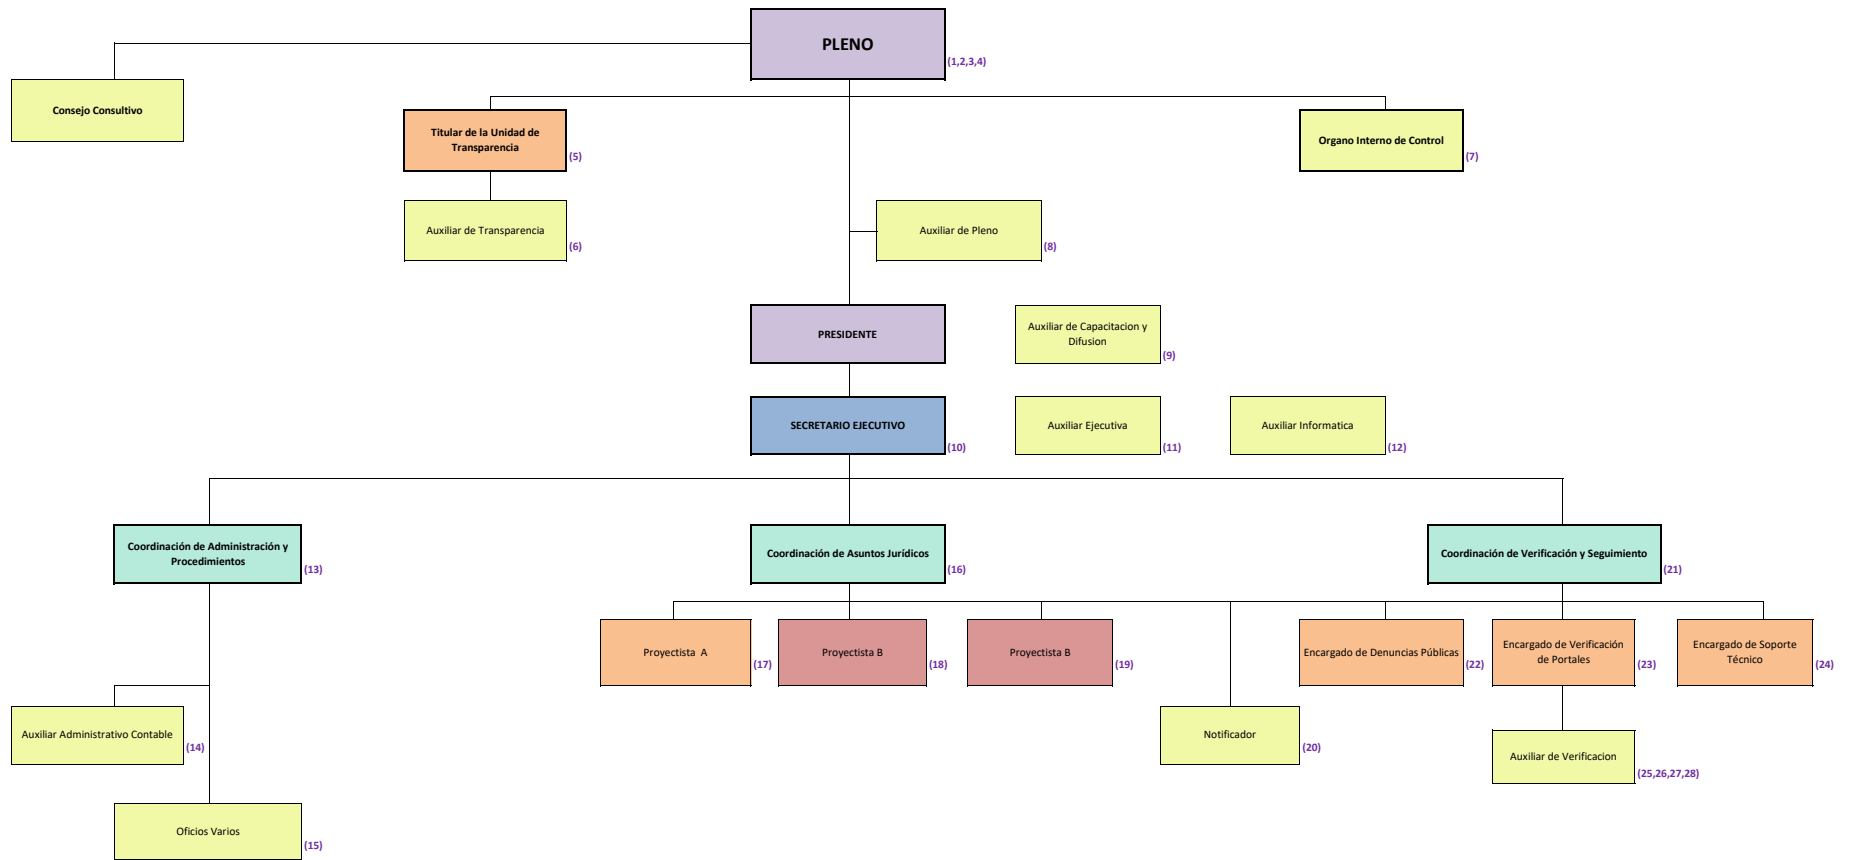 PLENO
(1,2,3,4)
Consejo Consultivo
Titular de la Unidad de
Transparencia
(5)
Organo Interno de Control
(7)
Auxiliar de Transparencia
(6)
Auxiliar de Pleno
(8)
PRESIDENTE
Auxiliar de Capacitacion y
Difusion
(9)
SECRETARIO EJECUTIVO
(10)
Auxiliar Ejecutiva
(11)
Auxiliar Informatica
(12)
Coordinación de Administración y
Procedimientos
(13)
Coordinación de Asuntos Jurídicos
(16)
Coordinación de Verificación y Seguimiento
(21)
Proyectista A
(17)
Proyectista B
(18)
Proyectista B
(19)
Encargado de Denuncias Públicas
(22)
Encargado de Verificación
de Portales
(23)
Encargado de Soporte
Técnico
(24)
Auxiliar Administrativo Contable
(14)
Notificador
(20)
Auxiliar de Verificacion
(25,26,27,28)
Oficios Varios
(15)